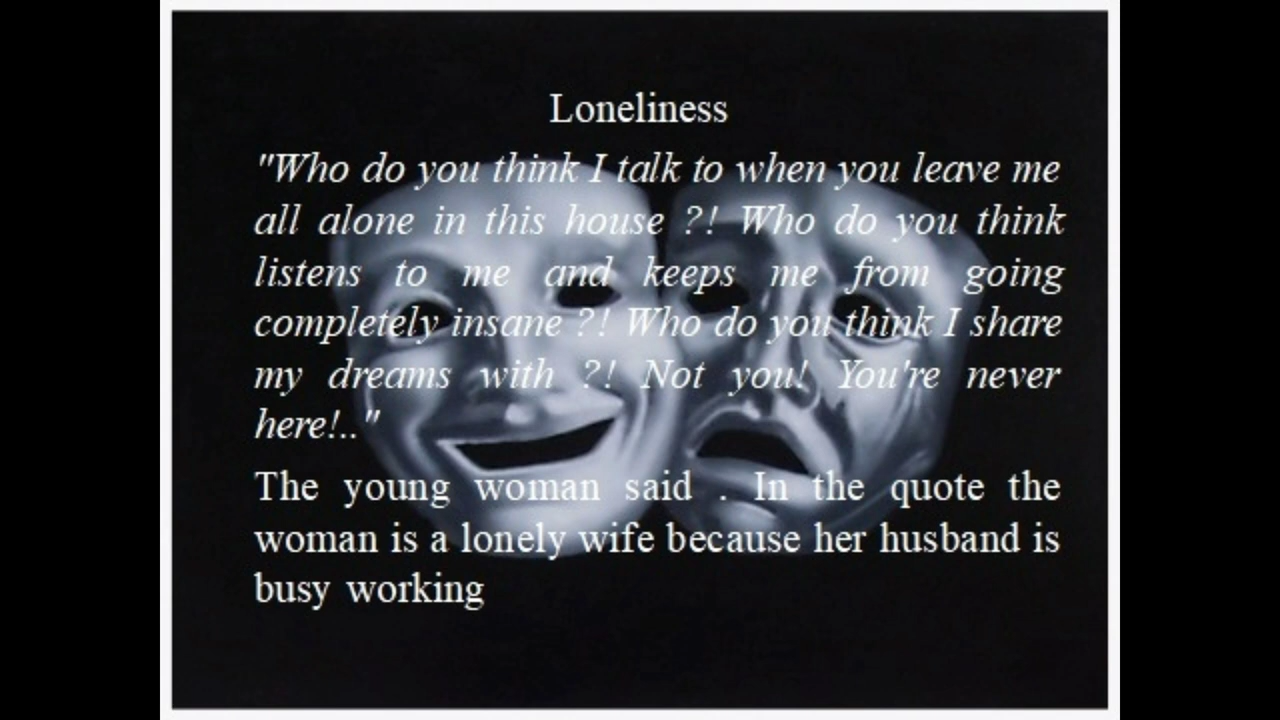 Loneliness
"Who do you think I talk to when you leave me
all alone in this house ?! Who do you think
listens to me and keeps me from going
completely insane ?! Who do you think I share
my dreams with ?! Not you! You're never
here!.."
The young woman said . In the quote the
woman is a lonely wife because her husband is
busy working